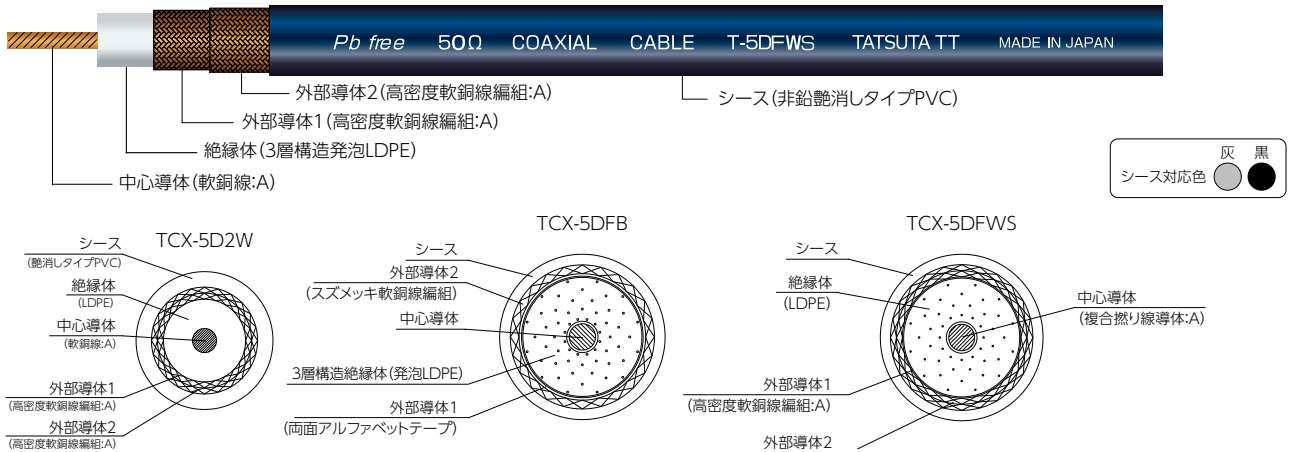 Pb free 50Ω COAXIAL CABLE T-5DFWS TATSUTA TT MADE IN JAPAN
外部導体2(高密度軟銅線編組:A)
シース(非鉛艶消しタイプPVC)
外部導体1(高密度軟銅線編組:A)
絶縁体(3層構造発泡LDPE)
中心導体(軟銅線:A)
灰 黒
シース対応色
TCX-5D2W
シース
(艶消しタイプPVC)
絶縁体
(LDPE)
中心導体
(軟銅線:A)
外部導体1
(高密度軟銅線編組:A)
外部導体2
(高密度軟銅線編組:A)
TCX-5DFB
シース
外部導体2
(スズメッキ軟銅線編組)
中心導体
3層構造絶縁体(発泡LDPE)
外部導体1
(両面アルファベットテープ)
TCX-5DFWS
シース
絶縁体
(LDPE)
中心導体
(複合撚り線導体:A)
外部導体1
(高密度軟銅線編組:A)
外部導体2